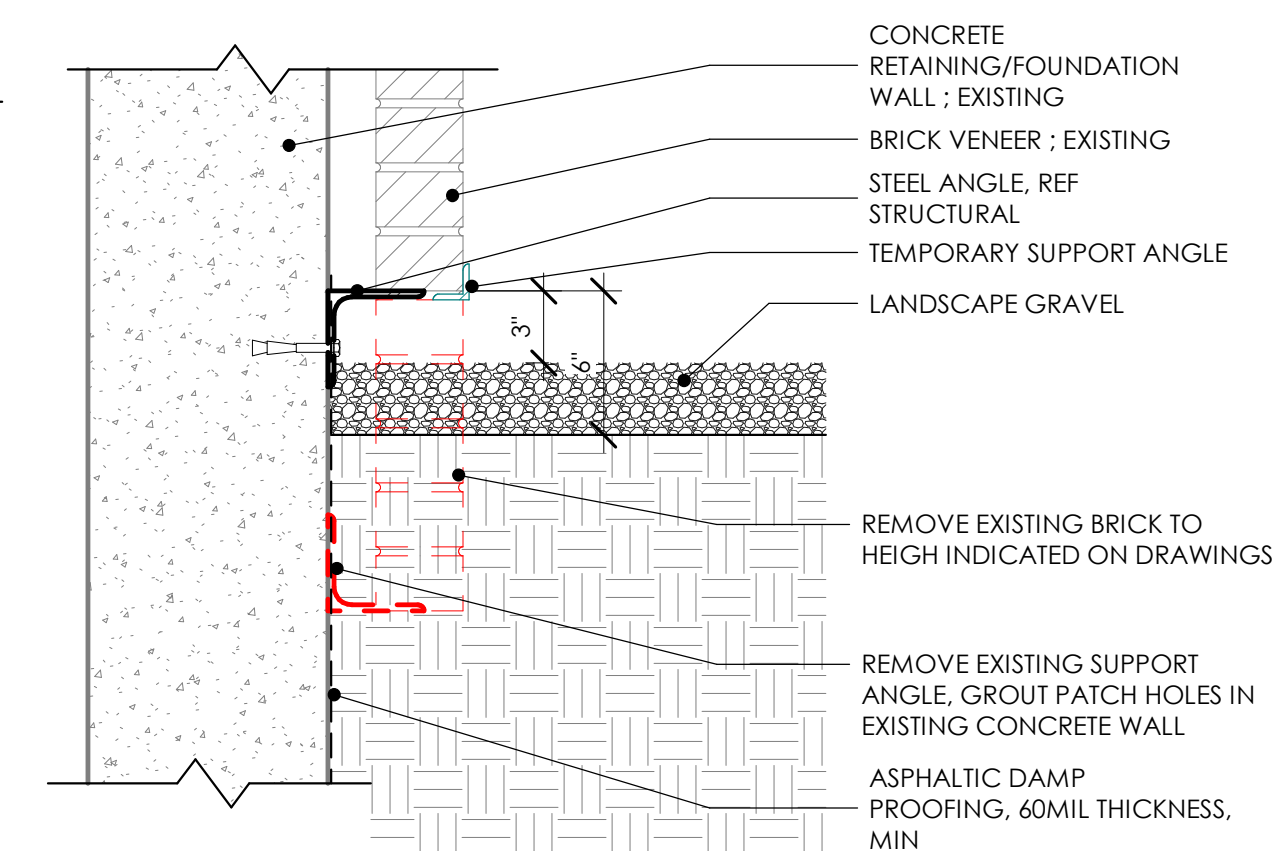 CONCRETE
RETAINING/FOUNDATION
WALL ; EXISTING
BRICK VENEER ; EXISTING
STEEL ANGLE, REF
STRUCTURAL
TEMPORARY SUPPORT ANGLE
LANDSCAPE GRAVEL
3"
6"
REMOVE EXISTING BRICK TO
HEIGH INDICATED ON DRAWINGS
REMOVE EXISTING SUPPORT
ANGLE, GROUT PATCH HOLES IN
EXISTING CONCRETE WALL
ASPHALTIC DAMP
PROOFING, 60MIL THICKNESS,
MIN